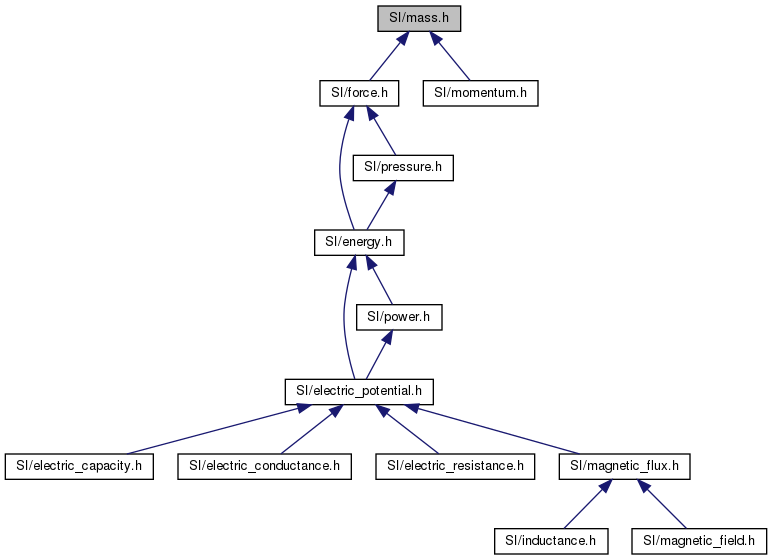 SI/mass.h
SI/force.h
SI/momentum.h
SI/pressure.h
SI/energy.h
SI/power.h
SI/electric_potential.h
SI/electric_capacity.h
SI/electric_conductance.h
SI/electric_resistance.h
SI/magnetic_flux.h
SI/inductance.h
SI/magnetic_field.h